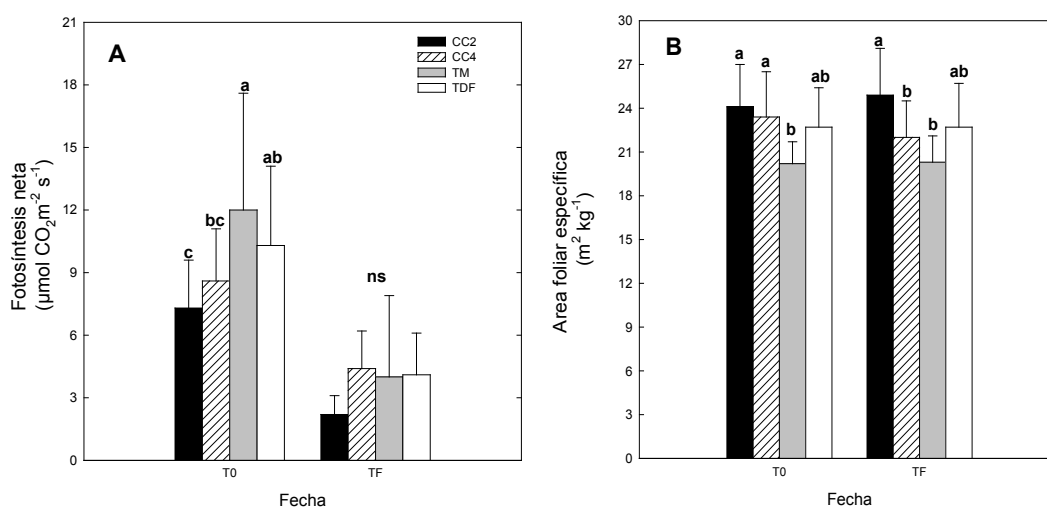 A
CC2
CC4
TM
TDF
Fotosíntesis neta
(µmol CO₂m⁻² s⁻¹)
21
18
15
12
9
6
3
0
c
bc
a
ab
ns
T0
TF
Fecha
B
Area foliar específica
(m² kg⁻¹)
30
27
24
21
18
15
12
9
6
3
0
a
a
b
ab
a
b
b
ab
T0
TF
Fecha